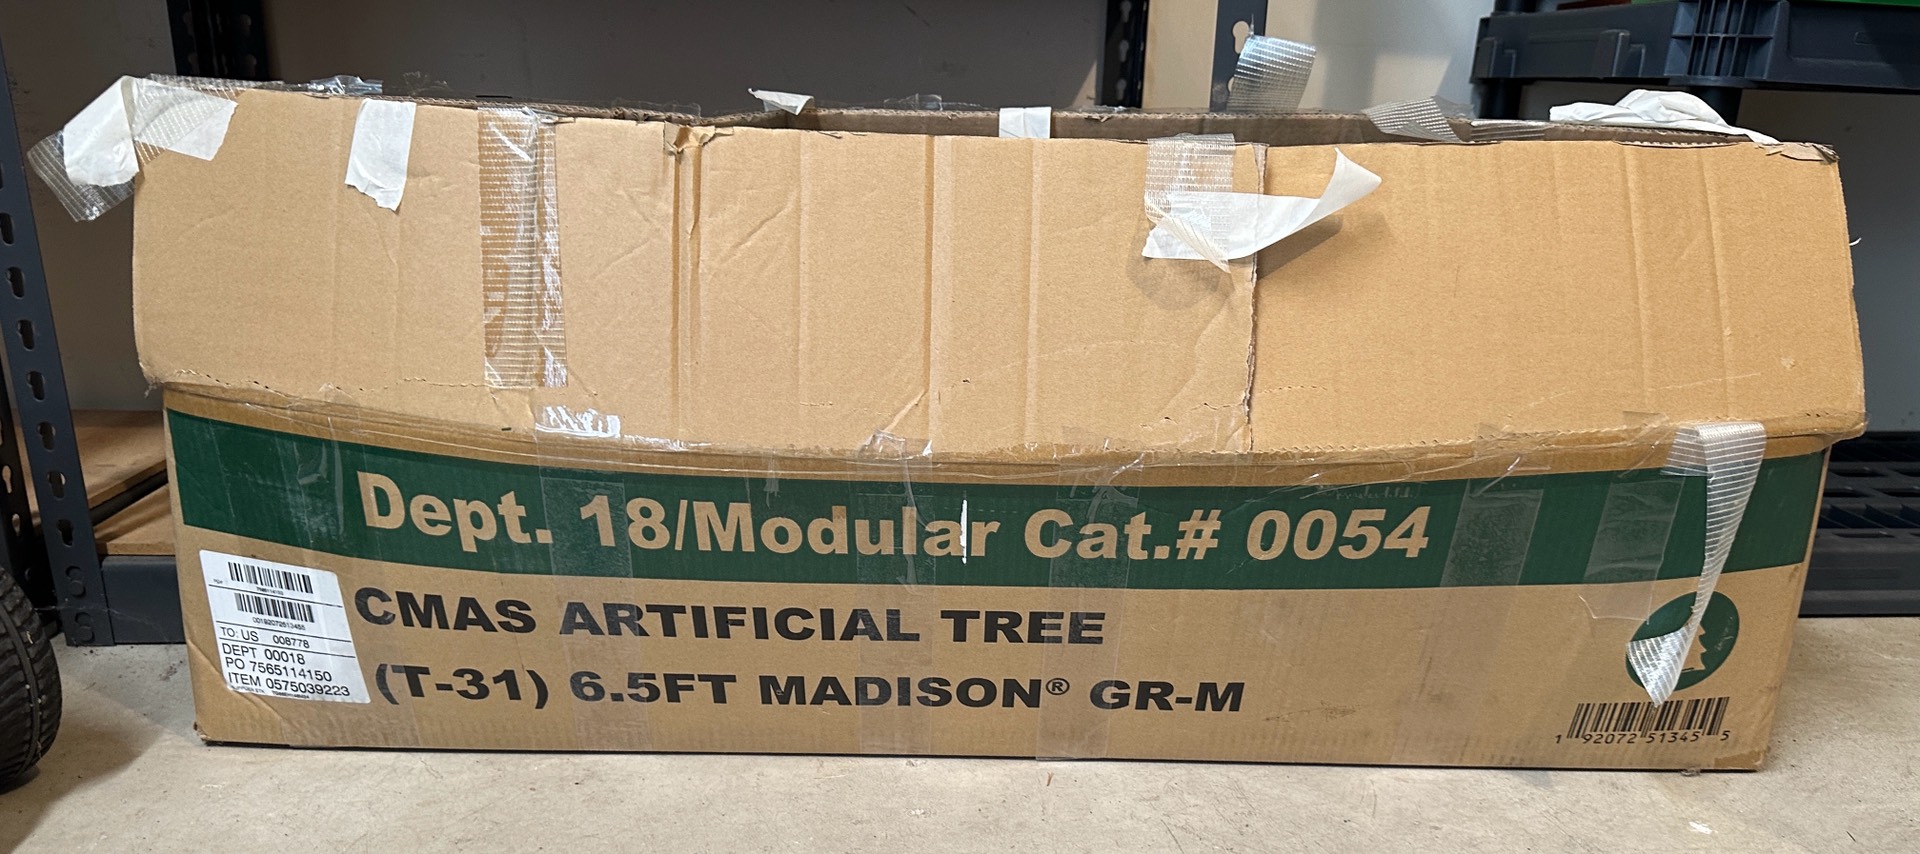 Dept. 18/Modular Cat.# 0054
CMAS ARTIFICIAL TREE
(T-31) 6.5FT MADISON® GR-M
TO: US 008778
DEPT 00018
PO 7565114150
ITEM 0575039223
1 92072 51345 5